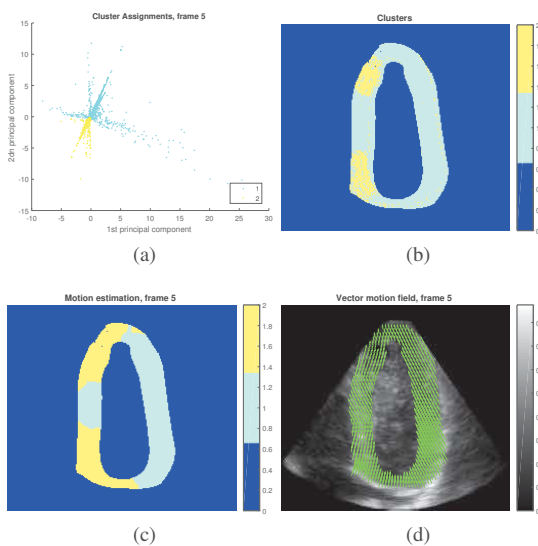 Cluster Assignments, frame 5
15
10
5
0
-5
-10
-15
2dn principal component
-10 -5 0 5 10 15 20 25 30
1st principal component
1
2
(a)
Clusters
(b)
Motion estimation, frame 5
2
1.8
1.6
1.4
1.2
1
0.8
0.6
0.4
0.2
0
(c)
Vector motion field, frame 5
(d)